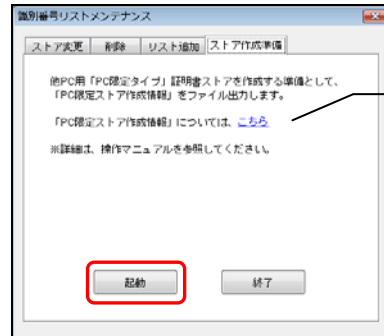 識別番号リストメンテナンス
ストア変更 削除 リスト追加 ストア作成準備
他PC用「PC限定タイプ」証明書ストアを作成する準備として、
「PC限定ストア作成情報」をファイル出力します。
「PC限定ストア作成情報」については、こちら
※詳細は、操作マニュアルを参照してください。
起動 終了